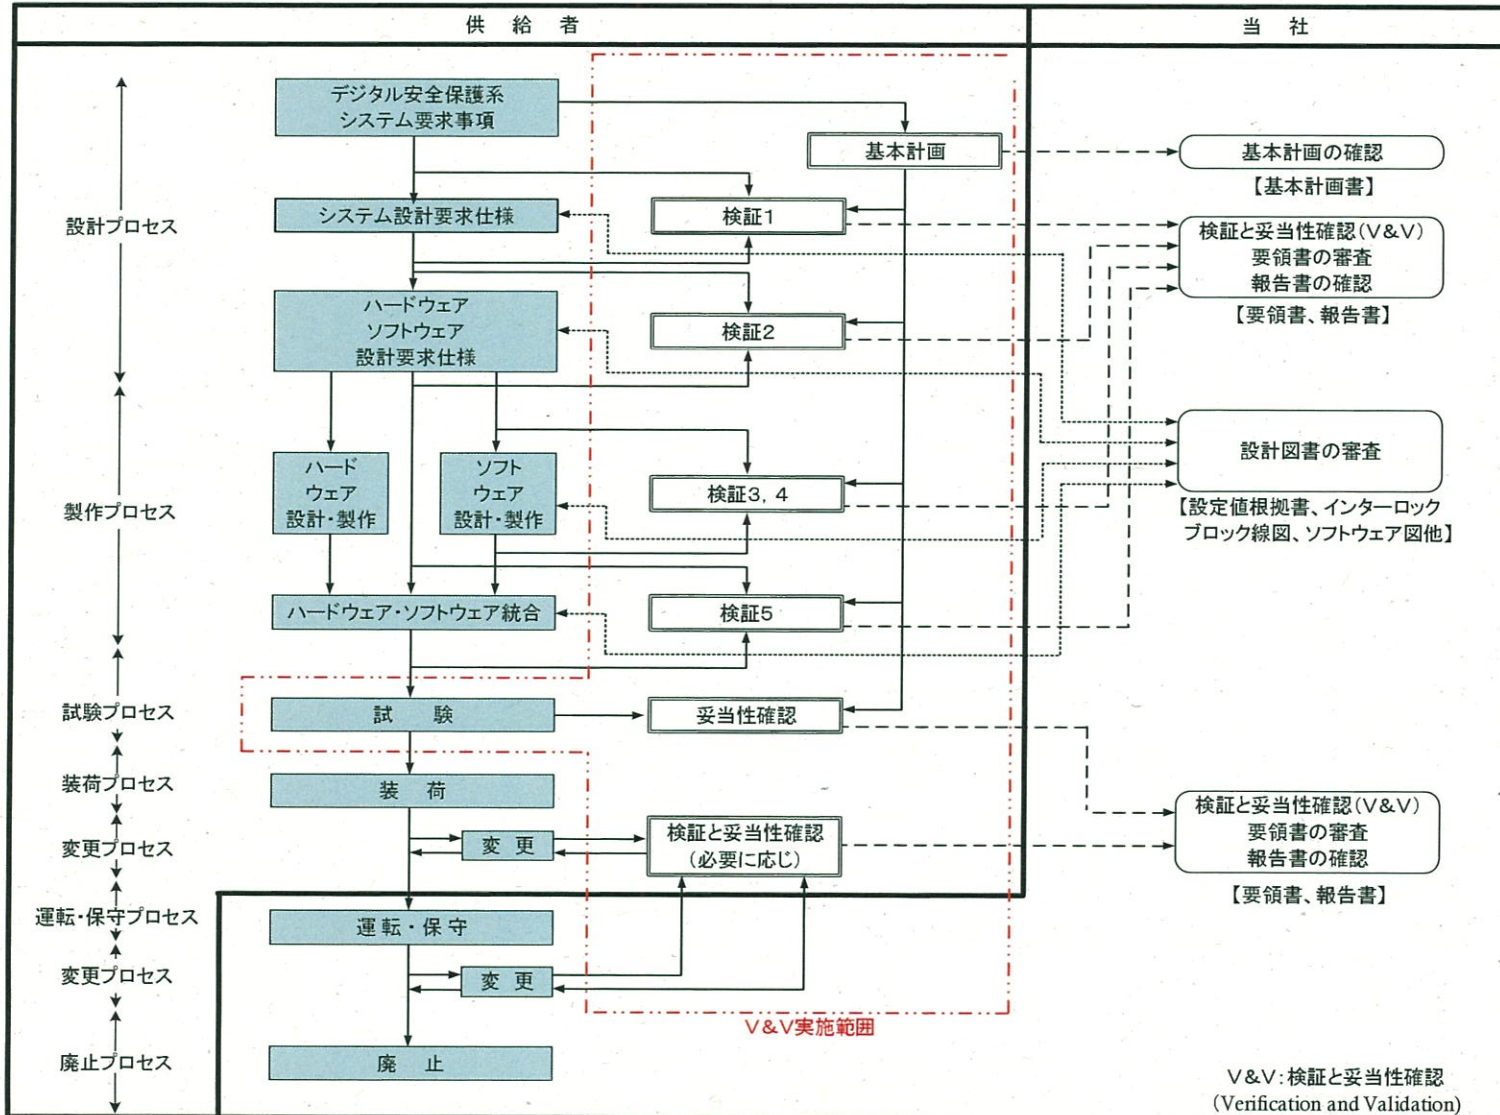 供　給　者
当　社
デジタル安全保護系
システム要求事項
基本計画
基本計画の確認
【基本計画書】
設計プロセス
システム設計要求仕様
検証1
検証と妥当性確認(V&V)
要領書の審査
報告書の確認
【要領書、報告書】
ハードウェア
ソフトウェア
設計要求仕様
検証2
製作プロセス
ハード
ウェア
設計・製作
ソフト
ウェア
設計・製作
検証3, 4
設計図書の審査
【設定値根拠書、インターロック
ブロック線図、ソフトウェア図他】
ハードウェア・ソフトウェア統合
検証5
試験プロセス
試　験
妥当性確認
装荷プロセス
装 荷
変更プロセス
変 更
検証と妥当性確認
(必要に応じ)
検証と妥当性確認(V&V)
要領書の審査
報告書の確認
【要領書、報告書】
運転・保守プロセス
運転・保守
変更プロセス
変 更
V&V実施範囲
廃止プロセス
廃 止
V&V:検証と妥当性確認
(Verification and Validation)